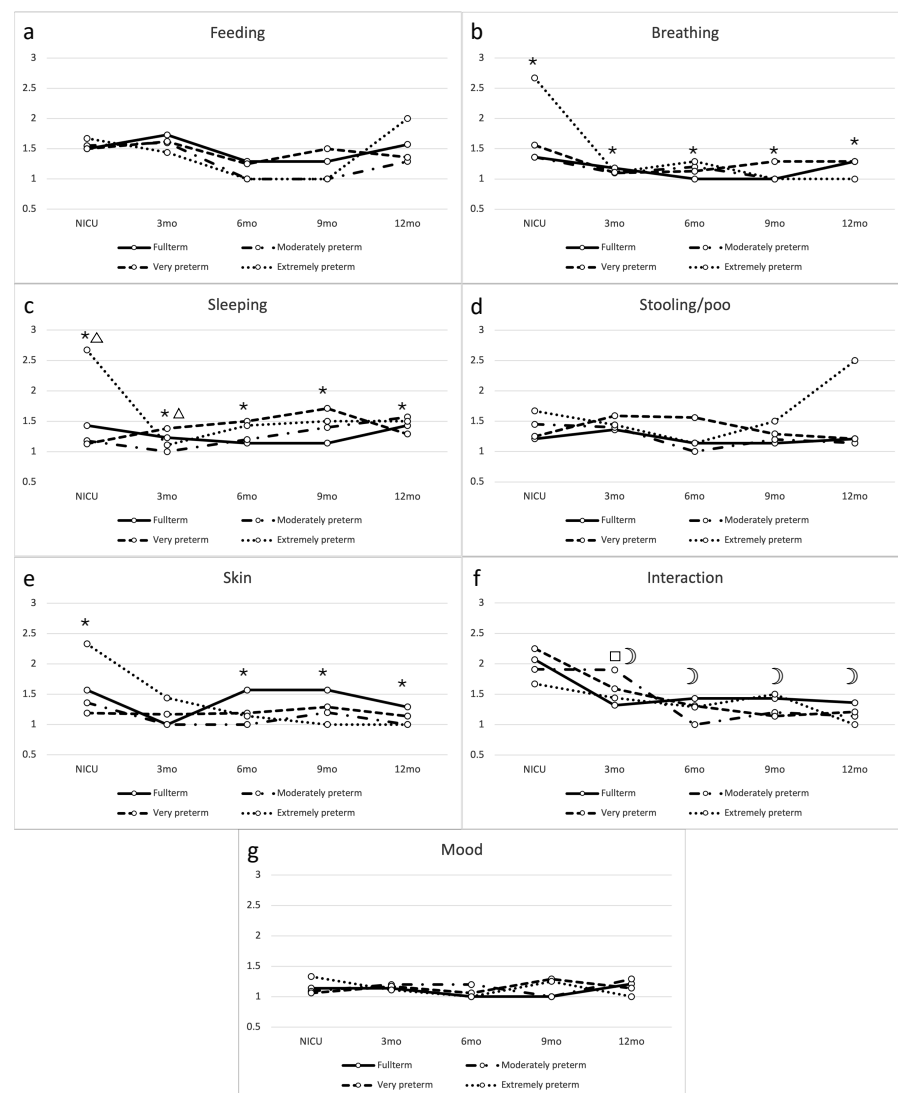 a
Feeding
3
2.5
2
1.5
1
0.5
NICU 3mo 6mo 9mo 12mo
Fullterm Moderately preterm
Very preterm Extremely preterm
b
Breathing
3
2.5
2
1.5
1
0.5
* * * * *
NICU 3mo 6mo 9mo 12mo
Fullterm Moderately preterm
Very preterm Extremely preterm
c
Sleeping
3
2.5
2
1.5
1
0.5
*△ *△ * * *
NICU 3mo 6mo 9mo 12mo
Fullterm Moderately preterm
Very preterm Extremely preterm
d
Stooling/poo
3
2.5
2
1.5
1
0.5
NICU 3mo 6mo 9mo 12mo
Fullterm Moderately preterm
Very preterm Extremely preterm
e
Skin
3
2.5
2
1.5
1
0.5
* * * *
NICU 3mo 6mo 9mo 12mo
Fullterm Moderately preterm
Very preterm Extremely preterm
f
Interaction
3
2.5
2
1.5
1
0.5
□☽ ☽ ☽ ☽
NICU 3mo 6mo 9mo 12mo
Fullterm Moderately preterm
Very preterm Extremely preterm
g
Mood
3
2.5
2
1.5
1
0.5
NICU 3mo 6mo 9mo 12mo
Fullterm Moderately preterm
Very preterm Extremely preterm